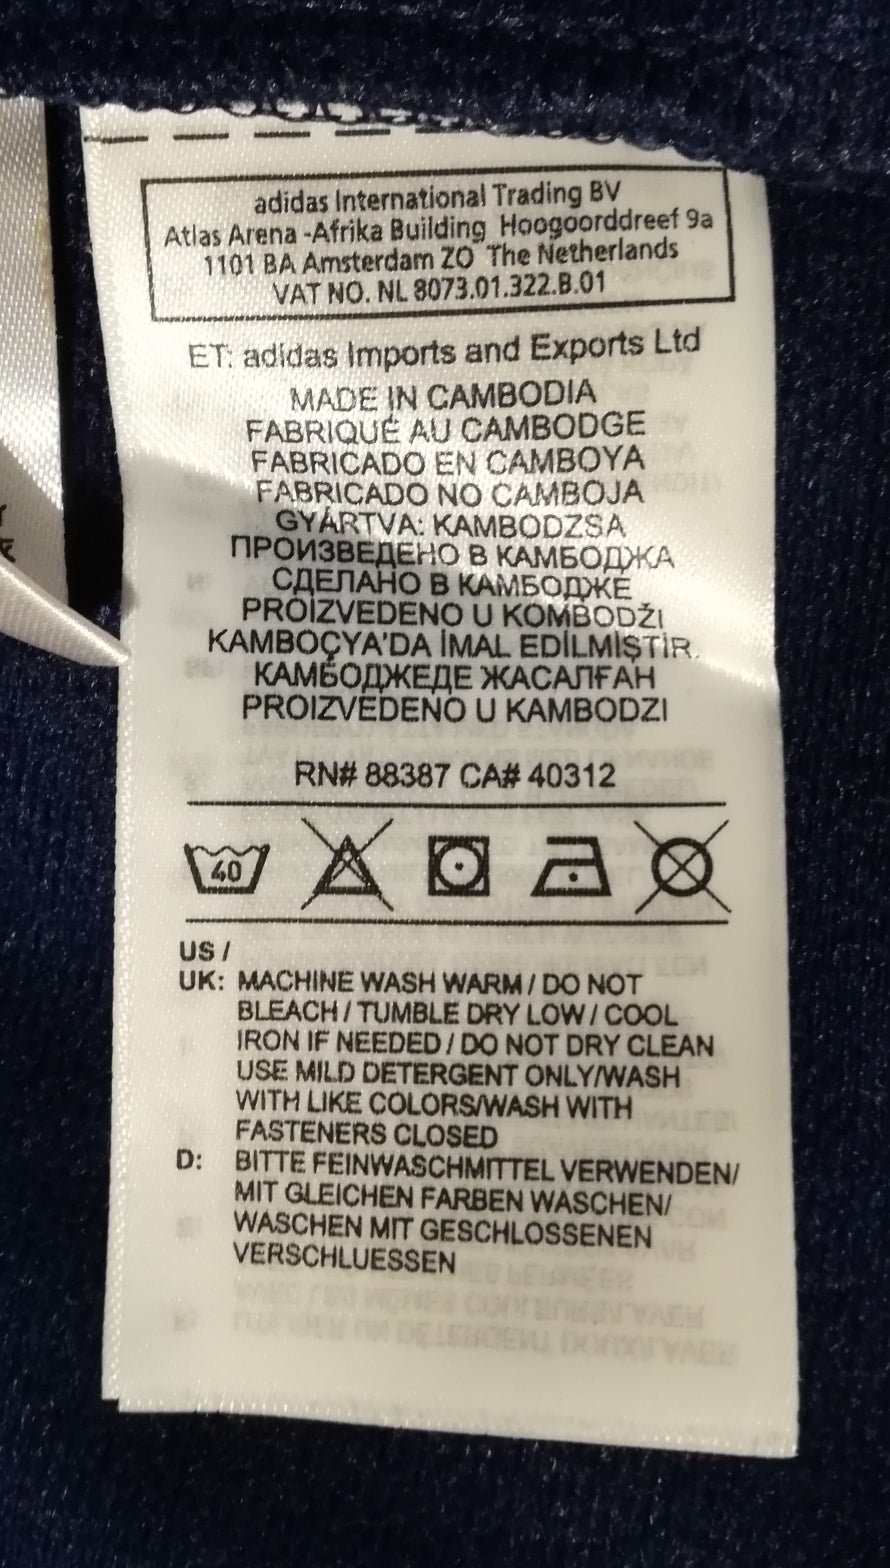 adidas International Trading BV
Atlas Arena -Afrika Building Hoogoorddreef 9a
1101 BA Amsterdam ZO The Netherlands
VAT NO. NL 8073.01.322.B.01
ET: adidas Imports and Exports Ltd
MADE IN CAMBODIA
FABRIQUÉ AU CAMBODGE
FABRICADO EN CAMBOYA
FABRICADO NO CAMBOJA
GYÁRTVA: KAMBODZSA
ПРОИЗВЕДЕНО В КАМБОДЖА
СДЕЛАНО В КАМБОДЖЕ
PROIZVEDENO U KOMBODŽI
KAMBOÇYA'DA İMAL EDİLMİŞTİR.
КАМБОДЖЕДЕ ЖАСАЛҒАН
PROIZVEDENO U KAMBODZI
RN# 88387 CA# 40312
40
US /
UK: MACHINE WASH WARM / DO NOT
BLEACH / TUMBLE DRY LOW / COOL
IRON IF NEEDED / DO NOT DRY CLEAN
USE MILD DETERGENT ONLY/WASH
WITH LIKE COLORS/WASH WITH
FASTENERS CLOSED
D: BITTE FEINWASCHMITTEL VERWENDEN/
MIT GLEICHEN FARBEN WASCHEN/
WASCHEN MIT GESCHLOSSENEN
VERSCHLUESSEN